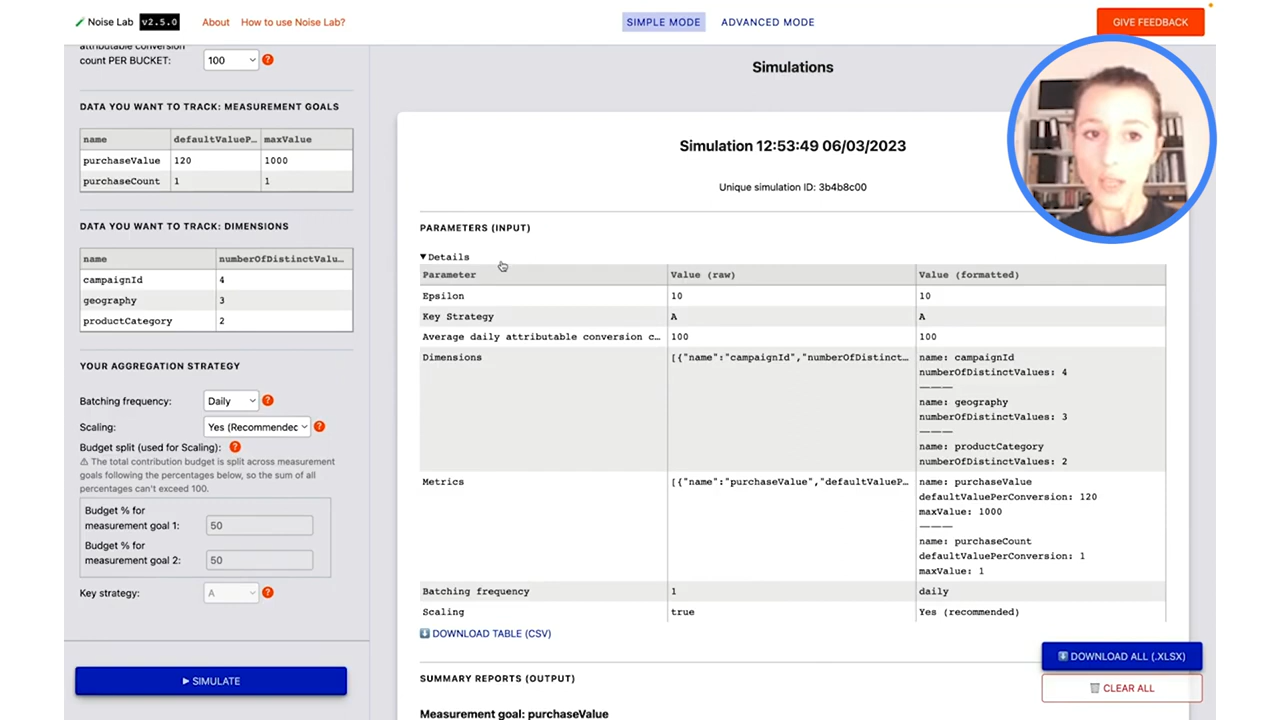 Noise Lab v2.5.0 About How to use Noise Lab? SIMPLE MODE ADVANCED MODE GIVE FEEDBACK
attributable conversion
count PER BUCKET: 100 ?
DATA YOU WANT TO TRACK: MEASUREMENT GOALS
name defaultValueP… maxValue
purchaseValue 120 1000
purchaseCount 1 1
DATA YOU WANT TO TRACK: DIMENSIONS
name numberOfDistinctValu…
campaignId 4
geography 3
productCategory 2
YOUR AGGREGATION STRATEGY
Batching frequency: Daily ?
Scaling: Yes (Recommended ?
Budget split (used for Scaling): ?
⚠ The total contribution budget is split across measurement
goals following the percentages below, so the sum of all
percentages can't exceed 100.
Budget % for
measurement goal 1: 50
Budget % for
measurement goal 2: 50
Key strategy: A ?
▶ SIMULATE
Simulations
Simulation 12:53:49 06/03/2023
Unique simulation ID: 3b4b8c00
PARAMETERS (INPUT)
▼Details
Parameter Value (raw) Value (formatted)
Epsilon 10 10
Key Strategy A A
Average daily attributable conversion c… 100 100
Dimensions [{"name":"campaignId","numberOfDistinct… name: campaignId
numberOfDistinctValues: 4
———
name: geography
numberOfDistinctValues: 3
———
name: productCategory
numberOfDistinctValues: 2
Metrics [{"name":"purchaseValue","defaultValueP… name: purchaseValue
defaultValuePerConversion: 120
maxValue: 1000
———
name: purchaseCount
defaultValuePerConversion: 1
maxValue: 1
Batching frequency 1 daily
Scaling true Yes (recommended)
DOWNLOAD TABLE (CSV)
DOWNLOAD ALL (.XLSX)
CLEAR ALL
SUMMARY REPORTS (OUTPUT)
Measurement goal: purchaseValue